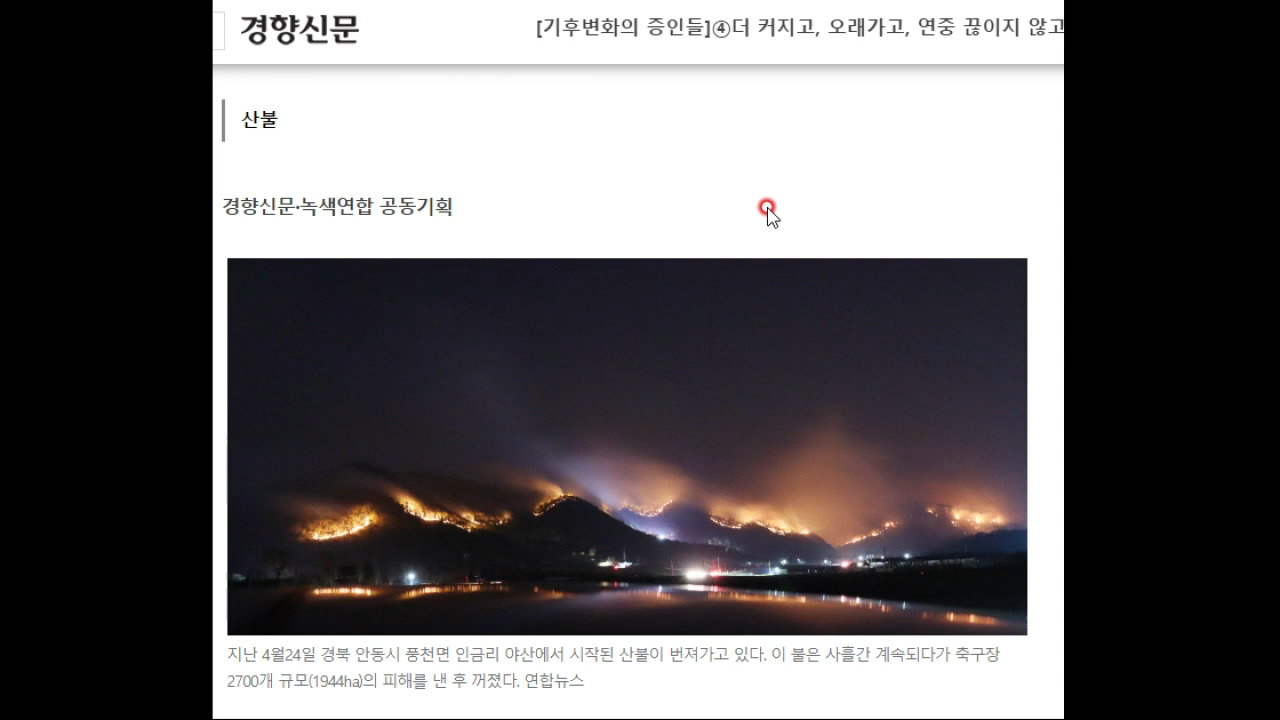 경향신문
[기후변화의 증인들]④더 커지고, 오래가고, 연중 끊이지 않고
산불
경향신문·녹색연합 공동기획
지난 4월24일 경북 안동시 풍천면 인금리 야산에서 시작된 산불이 번져가고 있다. 이 불은 사흘간 계속되다가 축구장
2700개 규모(1944ha)의 피해를 낸 후 꺼졌다. 연합뉴스